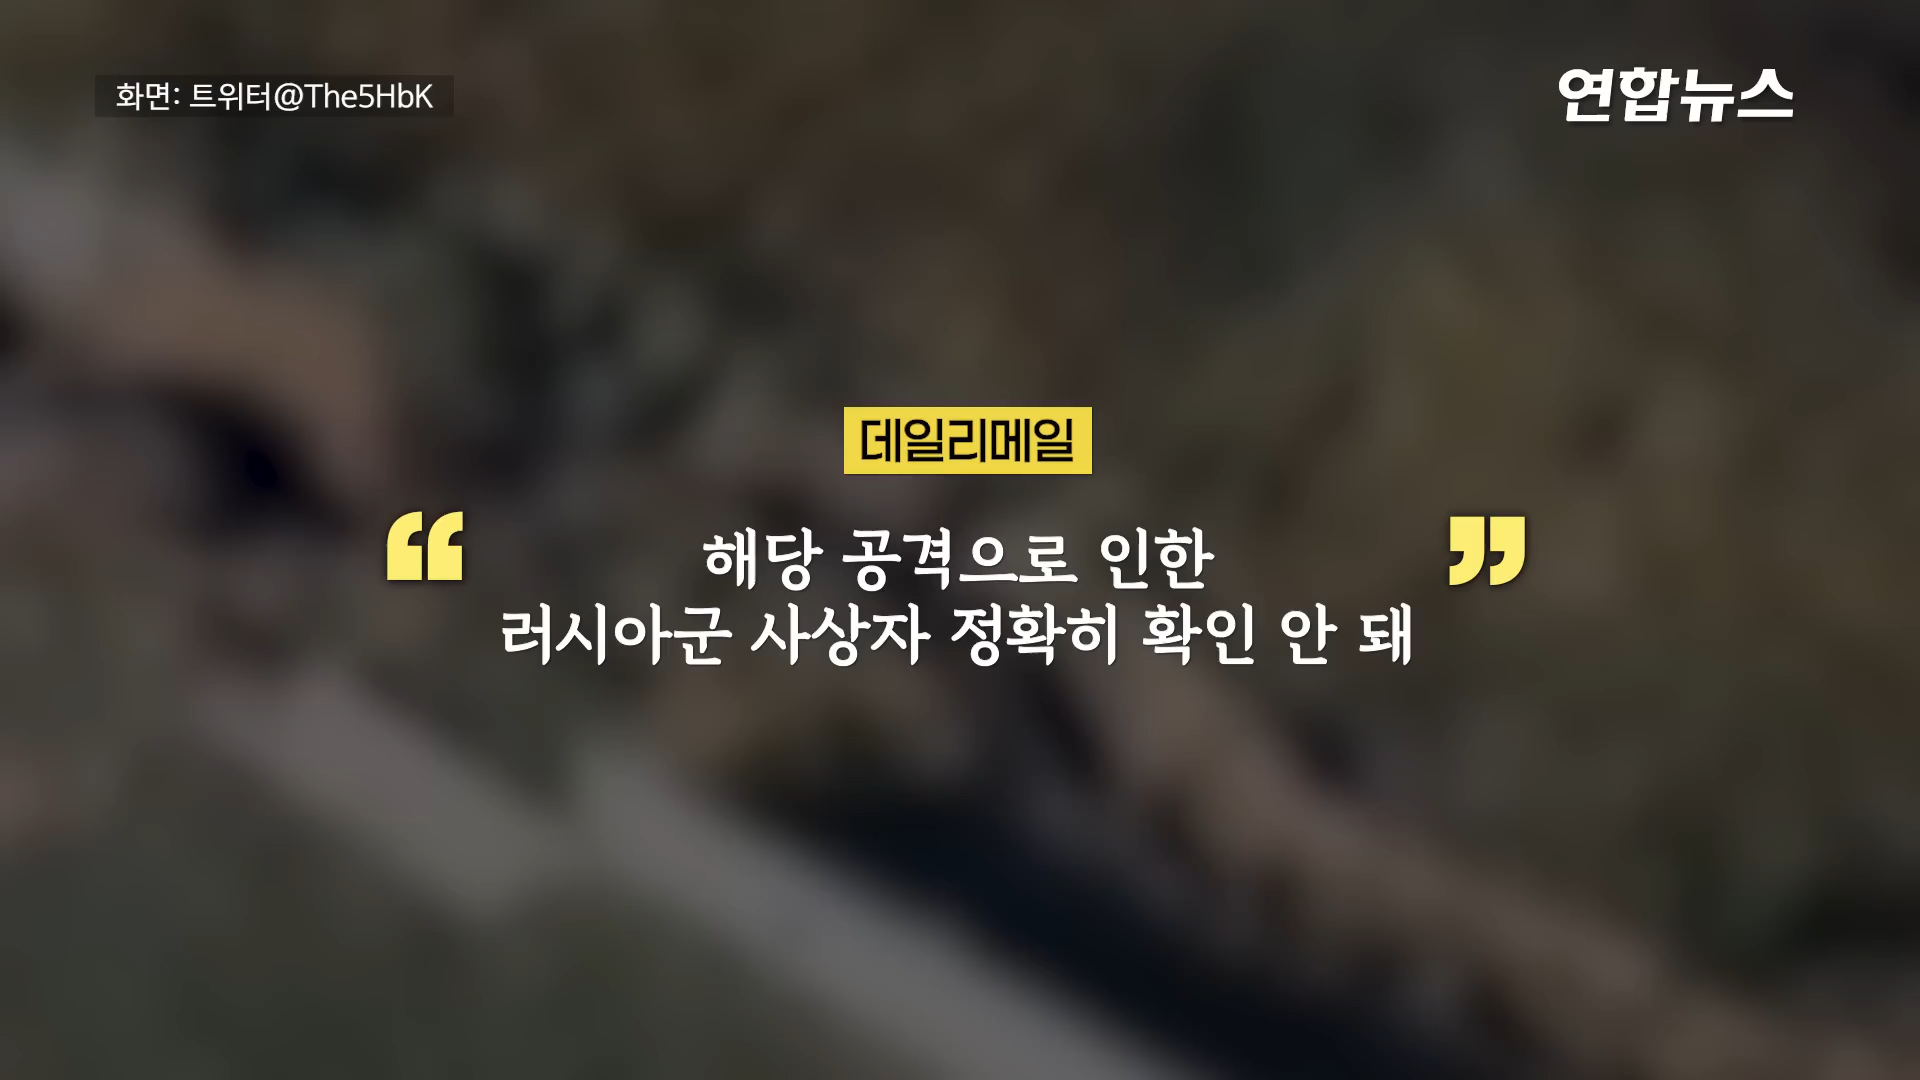 화면: 트위터@The5HbK
연합뉴스
데일리메일
“ 해당 공격으로 인한 ”
러시아군 사상자 정확히 확인 안 돼